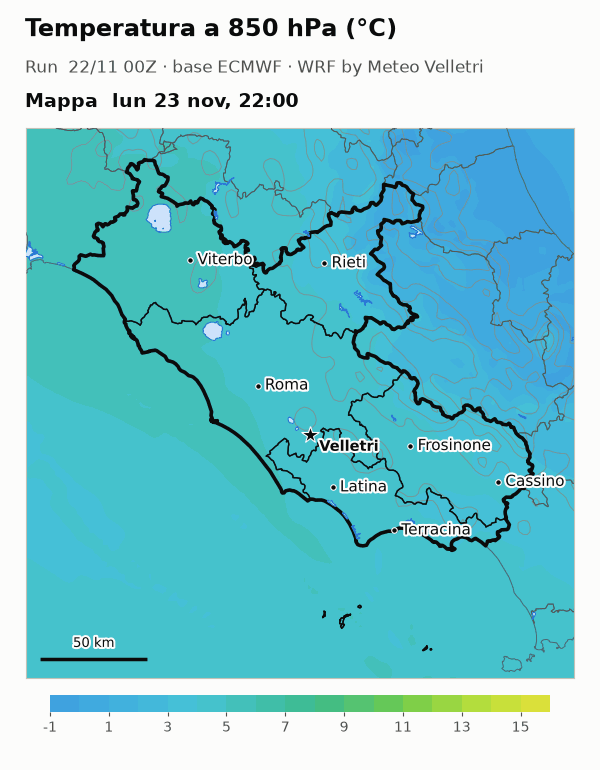 Temperatura a 850 hPa (°C)
Run 22/11 00Z · base ECMWF · WRF by Meteo Velletri
Mappa lun 23 nov, 22:00
Viterbo
Rieti
Roma
Velletri
Frosinone
Latina
Cassino
Terracina
50 km
-1 1 3 5 7 9 11 13 15